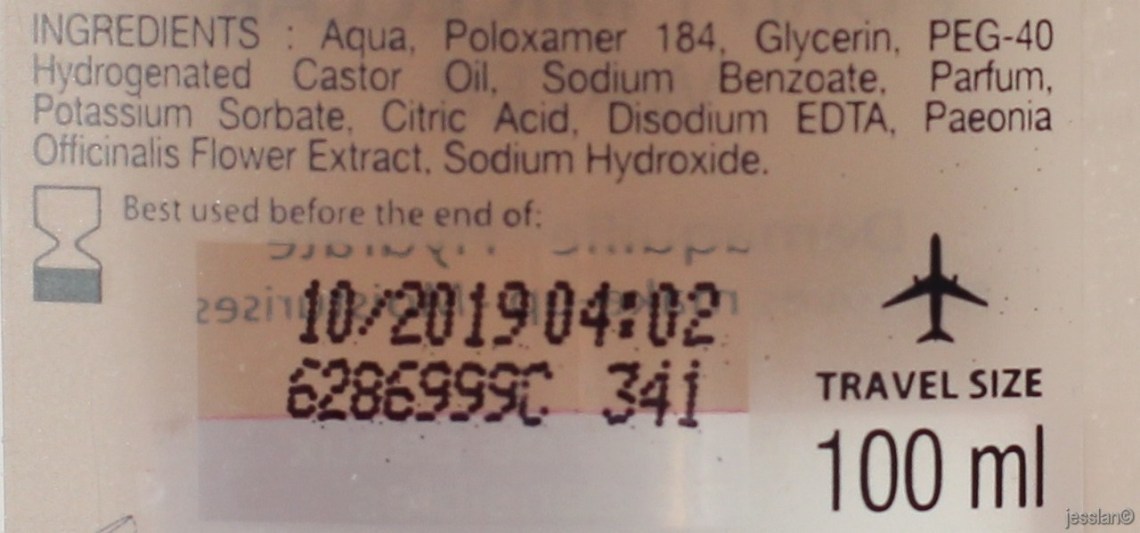 INGREDIENTS : Aqua, Poloxamer 184, Glycerin, PEG-40
Hydrogenated Castor Oil, Sodium Benzoate, Parfum,
Potassium Sorbate, Citric Acid, Disodium EDTA, Paeonia
Officinalis Flower Extract, Sodium Hydroxide.
Best used before the end of:
10/2019 04:02
6286999C 341
TRAVEL SIZE
100 ml
jesslan©